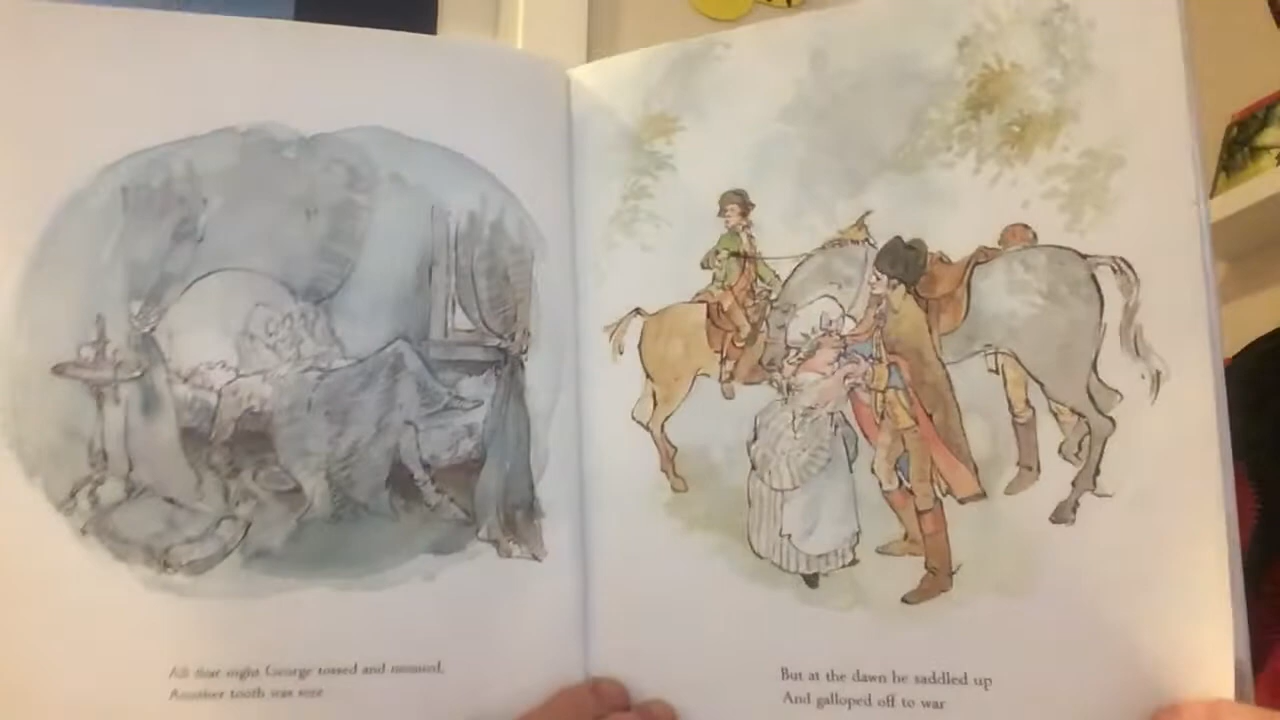 All that night George tossed and moaned,
Another tooth was sore
But at the dawn he saddled up
And galloped off to war